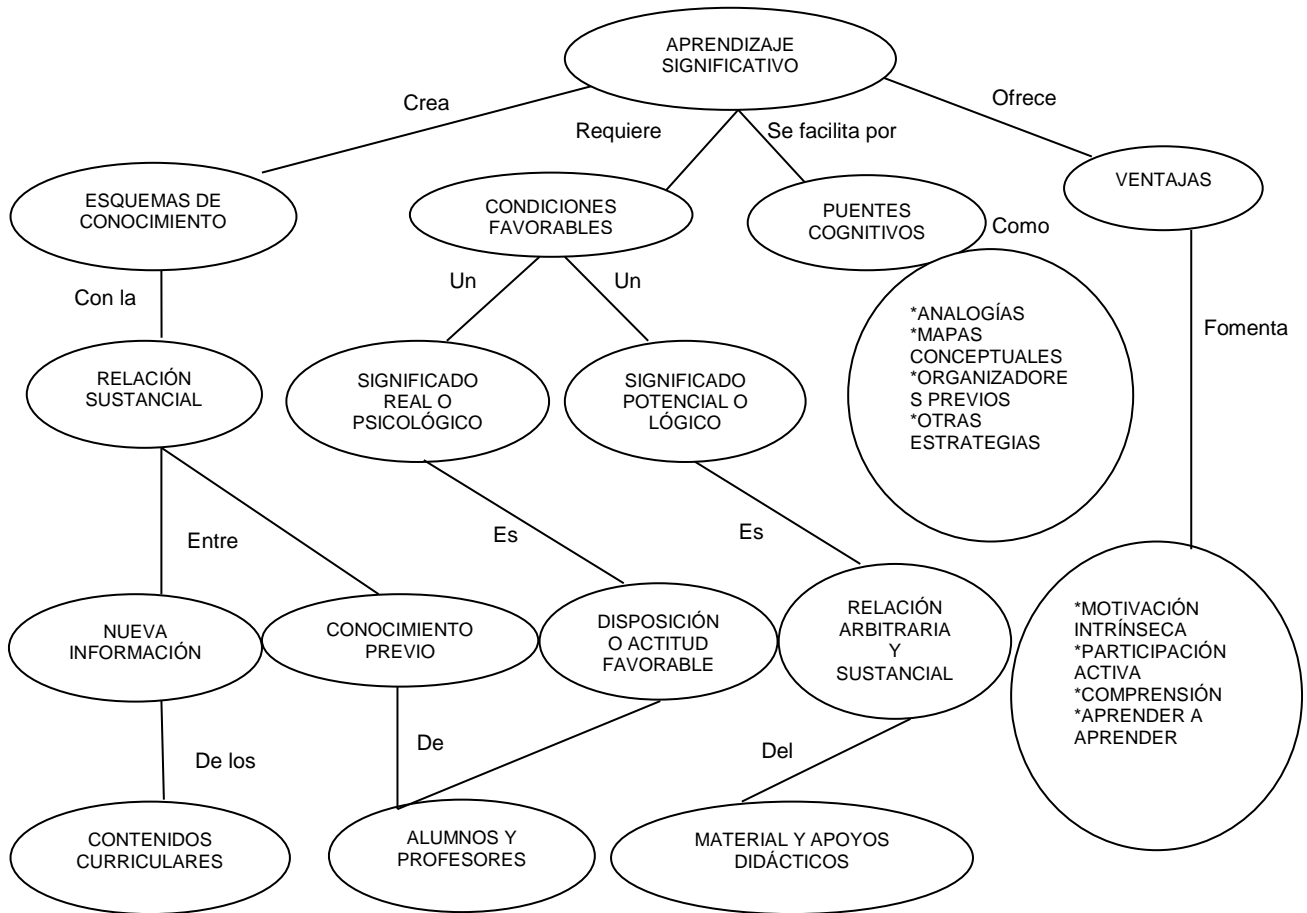 APRENDIZAJE
SIGNIFICATIVO
Crea
Requiere
Se facilita por
Ofrece
ESQUEMAS DE
CONOCIMIENTO
CONDICIONES
FAVORABLES
PUENTES
COGNITIVOS
Como
VENTAJAS
Con la
Un
Un
*ANALOGÍAS
*MAPAS
CONCEPTUALES
*ORGANIZADORE
S PREVIOS
*OTRAS
ESTRATEGIAS
Fomenta
RELACIÓN
SUSTANCIAL
SIGNIFICADO
REAL O
PSICOLÓGICO
SIGNIFICADO
POTENCIAL O
LÓGICO
Entre
Es
Es
NUEVA
INFORMACIÓN
CONOCIMIENTO
PREVIO
DISPOSICIÓN
O ACTITUD
FAVORABLE
RELACIÓN
ARBITRARIA
Y
SUSTANCIAL
*MOTIVACIÓN
INTRÍNSECA
*PARTICIPACIÓN
ACTIVA
*COMPRENSIÓN
*APRENDER A
APRENDER
De los
De
Del
CONTENIDOS
CURRICULARES
ALUMNOS Y
PROFESORES
MATERIAL Y APOYOS
DIDÁCTICOS